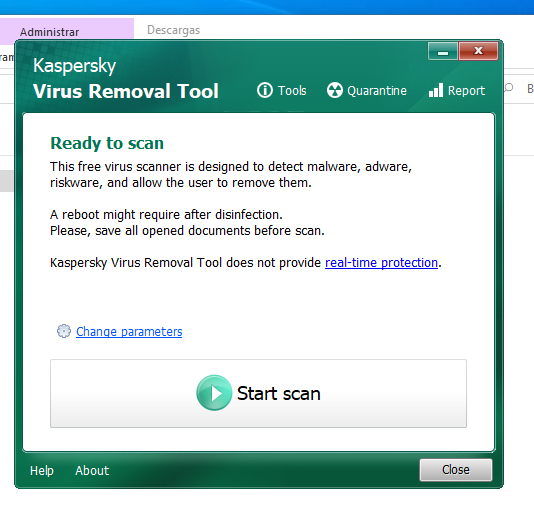 Administrar
Descargas
Kaspersky
Virus Removal Tool
Tools
Quarantine
Report
Ready to scan
This free virus scanner is designed to detect malware, adware,
riskware, and allow the user to remove them.
A reboot might require after disinfection.
Please, save all opened documents before scan.
Kaspersky Virus Removal Tool does not provide real-time protection.
Change parameters
Start scan
Help
About
Close